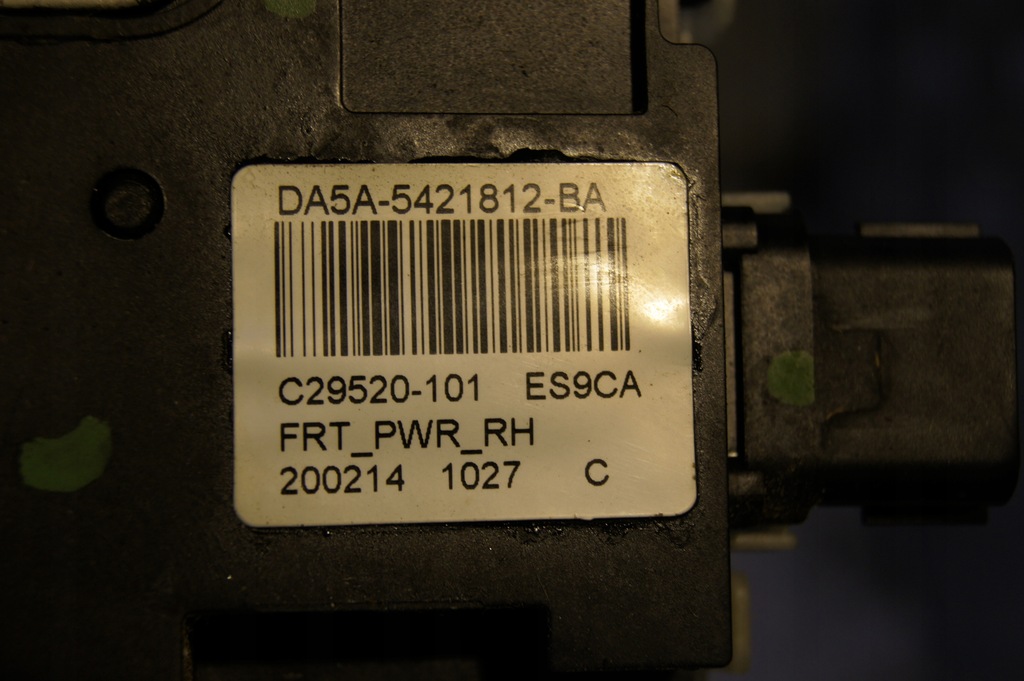 DA5A-5421812-BA
C29520-101 ES9CA
FRT_PWR_RH
200214 1027 C